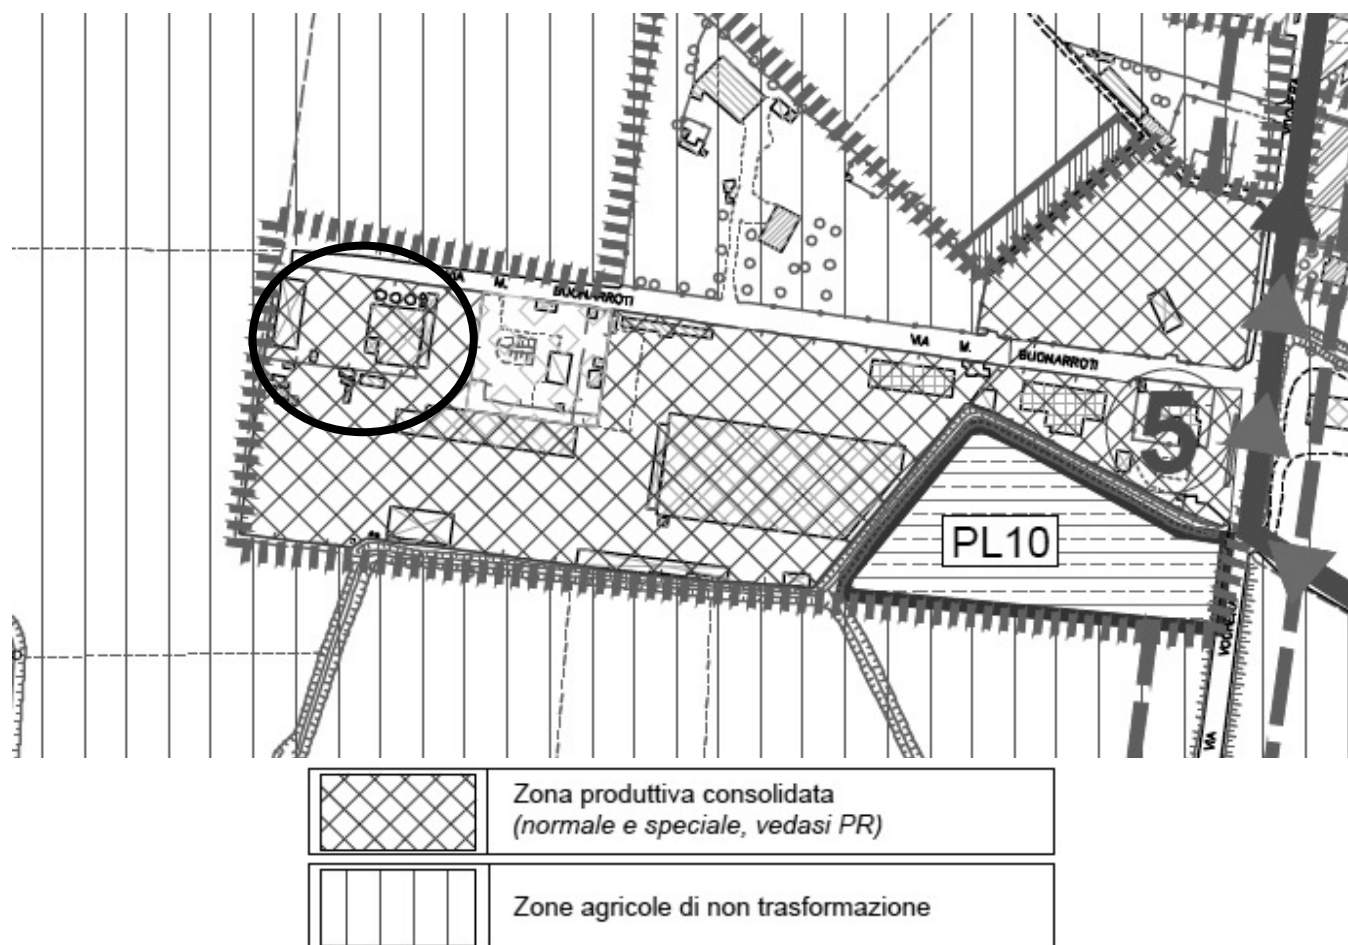 VIA M. BUONARROTI
VIA M. BUONARROTI
5
PL10
VIA
Zona produttiva consolidata
(normale e speciale, vedasi PR)
Zone agricole di non trasformazione